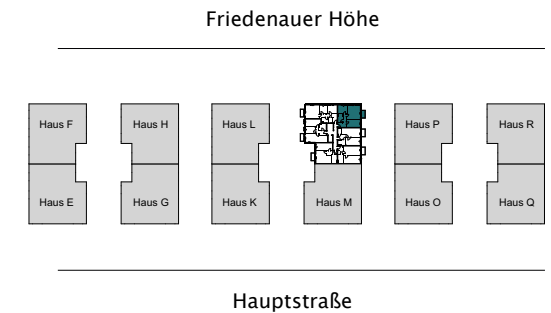 Friedenauer Höhe
Haus F
Haus H
Haus L
Haus P
Haus R
Haus E
Haus G
Haus K
Haus M
Haus O
Haus Q
Hauptstraße